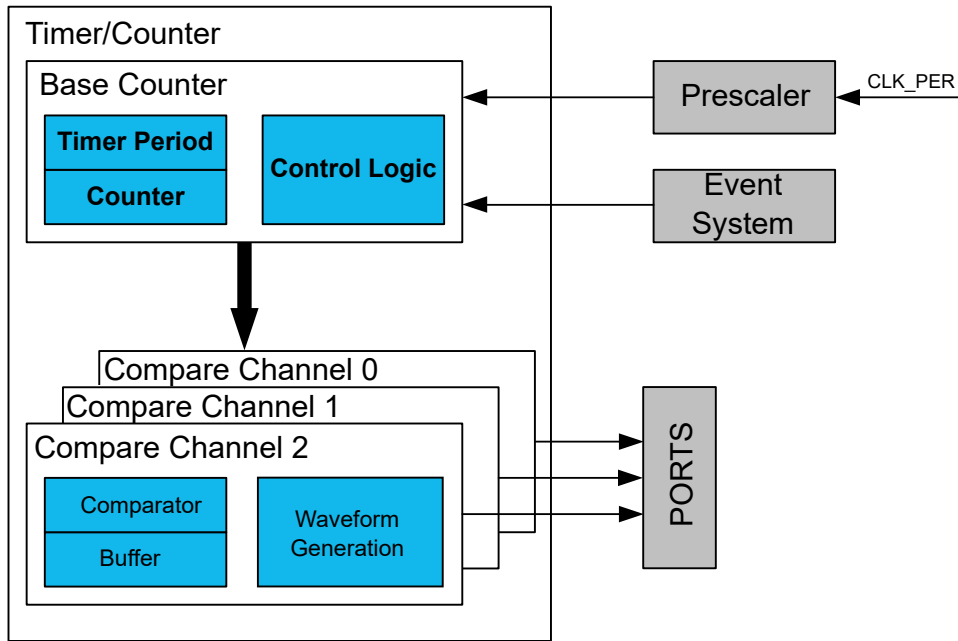 Timer/Counter
Base Counter
Timer Period
Counter
Control Logic
Prescaler
CLK_PER
Event
System
Compare Channel 0
Compare Channel 1
Compare Channel 2
Comparator
Buffer
Waveform
Generation
PORTS